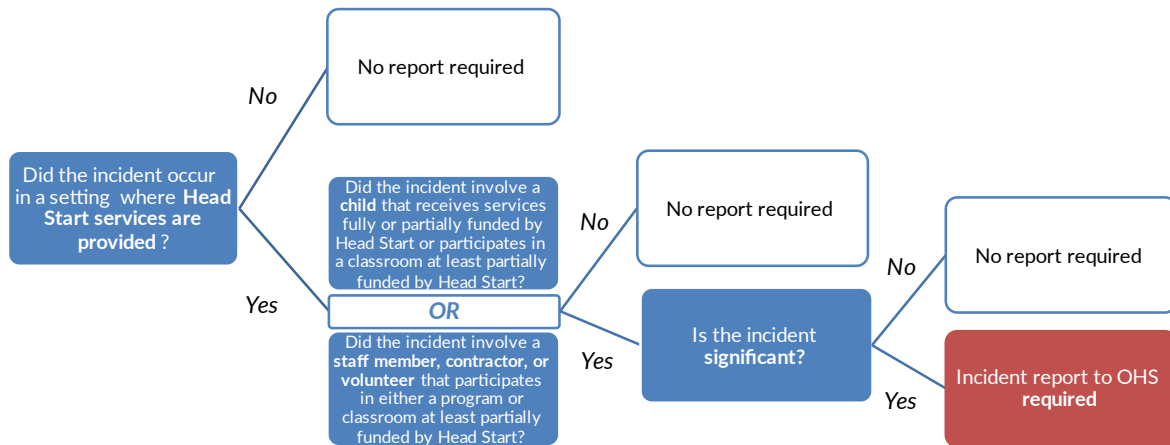 No report required
No
Did the incident occur
in a setting where Head
Start services are
provided ?
Yes
Did the incident involve a
child that receives services
fully or partially funded by
Head Start or participates in
a classroom at least partially
funded by Head Start?
OR
Did the incident involve a
staff member, contractor, or
volunteer that participates
in either a program or
classroom at least partially
funded by Head Start?
No
No report required
Yes
Is the incident
significant?
No
No report required
Yes
Incident report to OHS
required